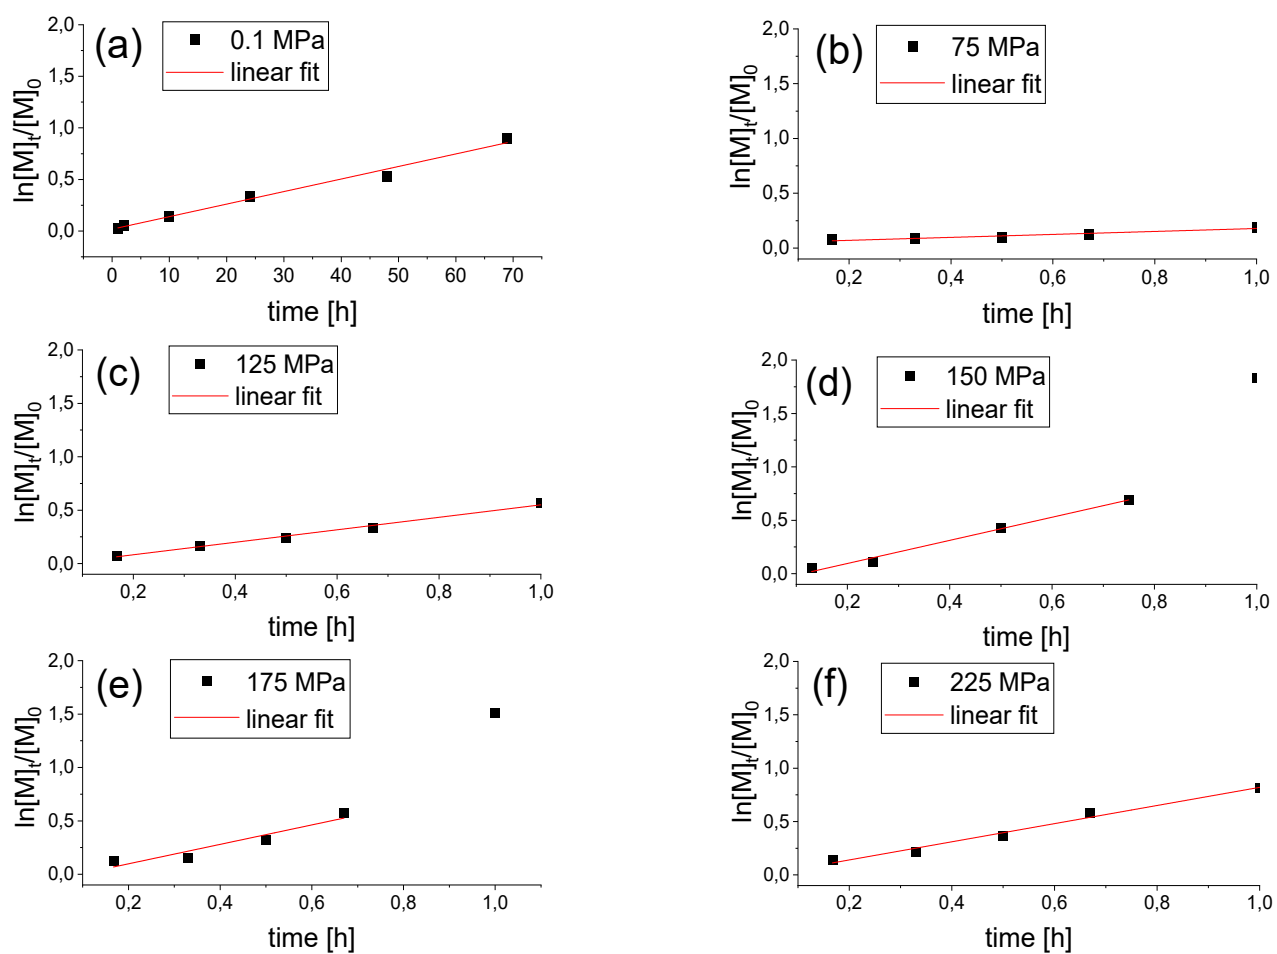 (a)
0.1 MPa
linear fit
2,0
1,5
1,0
0,5
0,0
ln[M]t/[M]0
0 10 20 30 40 50 60 70
time [h]
(b)
75 MPa
linear fit
2,0
1,5
1,0
0,5
0,0
ln[M]t/[M]0
0,2 0,4 0,6 0,8 1,0
time [h]
(c)
125 MPa
linear fit
2,0
1,5
1,0
0,5
0,0
ln[M]t/[M]0
0,2 0,4 0,6 0,8 1,0
time [h]
(d)
150 MPa
linear fit
2,0
1,5
1,0
0,5
0,0
ln[M]t/[M]0
0,2 0,4 0,6 0,8 1,0
time [h]
(e)
175 MPa
linear fit
2,0
1,5
1,0
0,5
0,0
ln[M]t/[M]0
0,2 0,4 0,6 0,8 1,0
time [h]
(f)
225 MPa
linear fit
2,0
1,5
1,0
0,5
0,0
ln[M]t/[M]0
0,2 0,4 0,6 0,8 1,0
time [h]